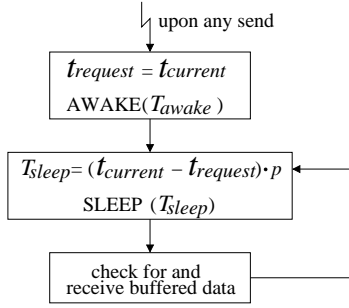 upon any send
t_request = t_current
AWAKE(T_awake)
T_sleep = (t_current − t_request)·p
SLEEP (T_sleep)
check for and
receive buffered data